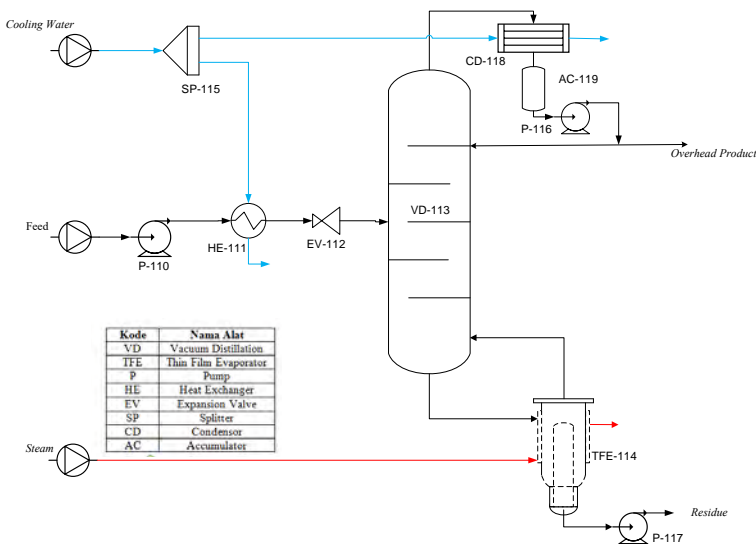 Cooling Water
SP-115
CD-118
AC-119
P-116
Overhead Product
VD-113
Feed
P-110
HE-111
EV-112
Kode Nama Alat
VD Vacuum Distillation
TFE Thin Film Evaporator
P Pump
HE Heat Exchanger
EV Expansion Valve
SP Splitter
CD Condensor
AC Accumulator
Steam
TFE-114
Residue
P-117